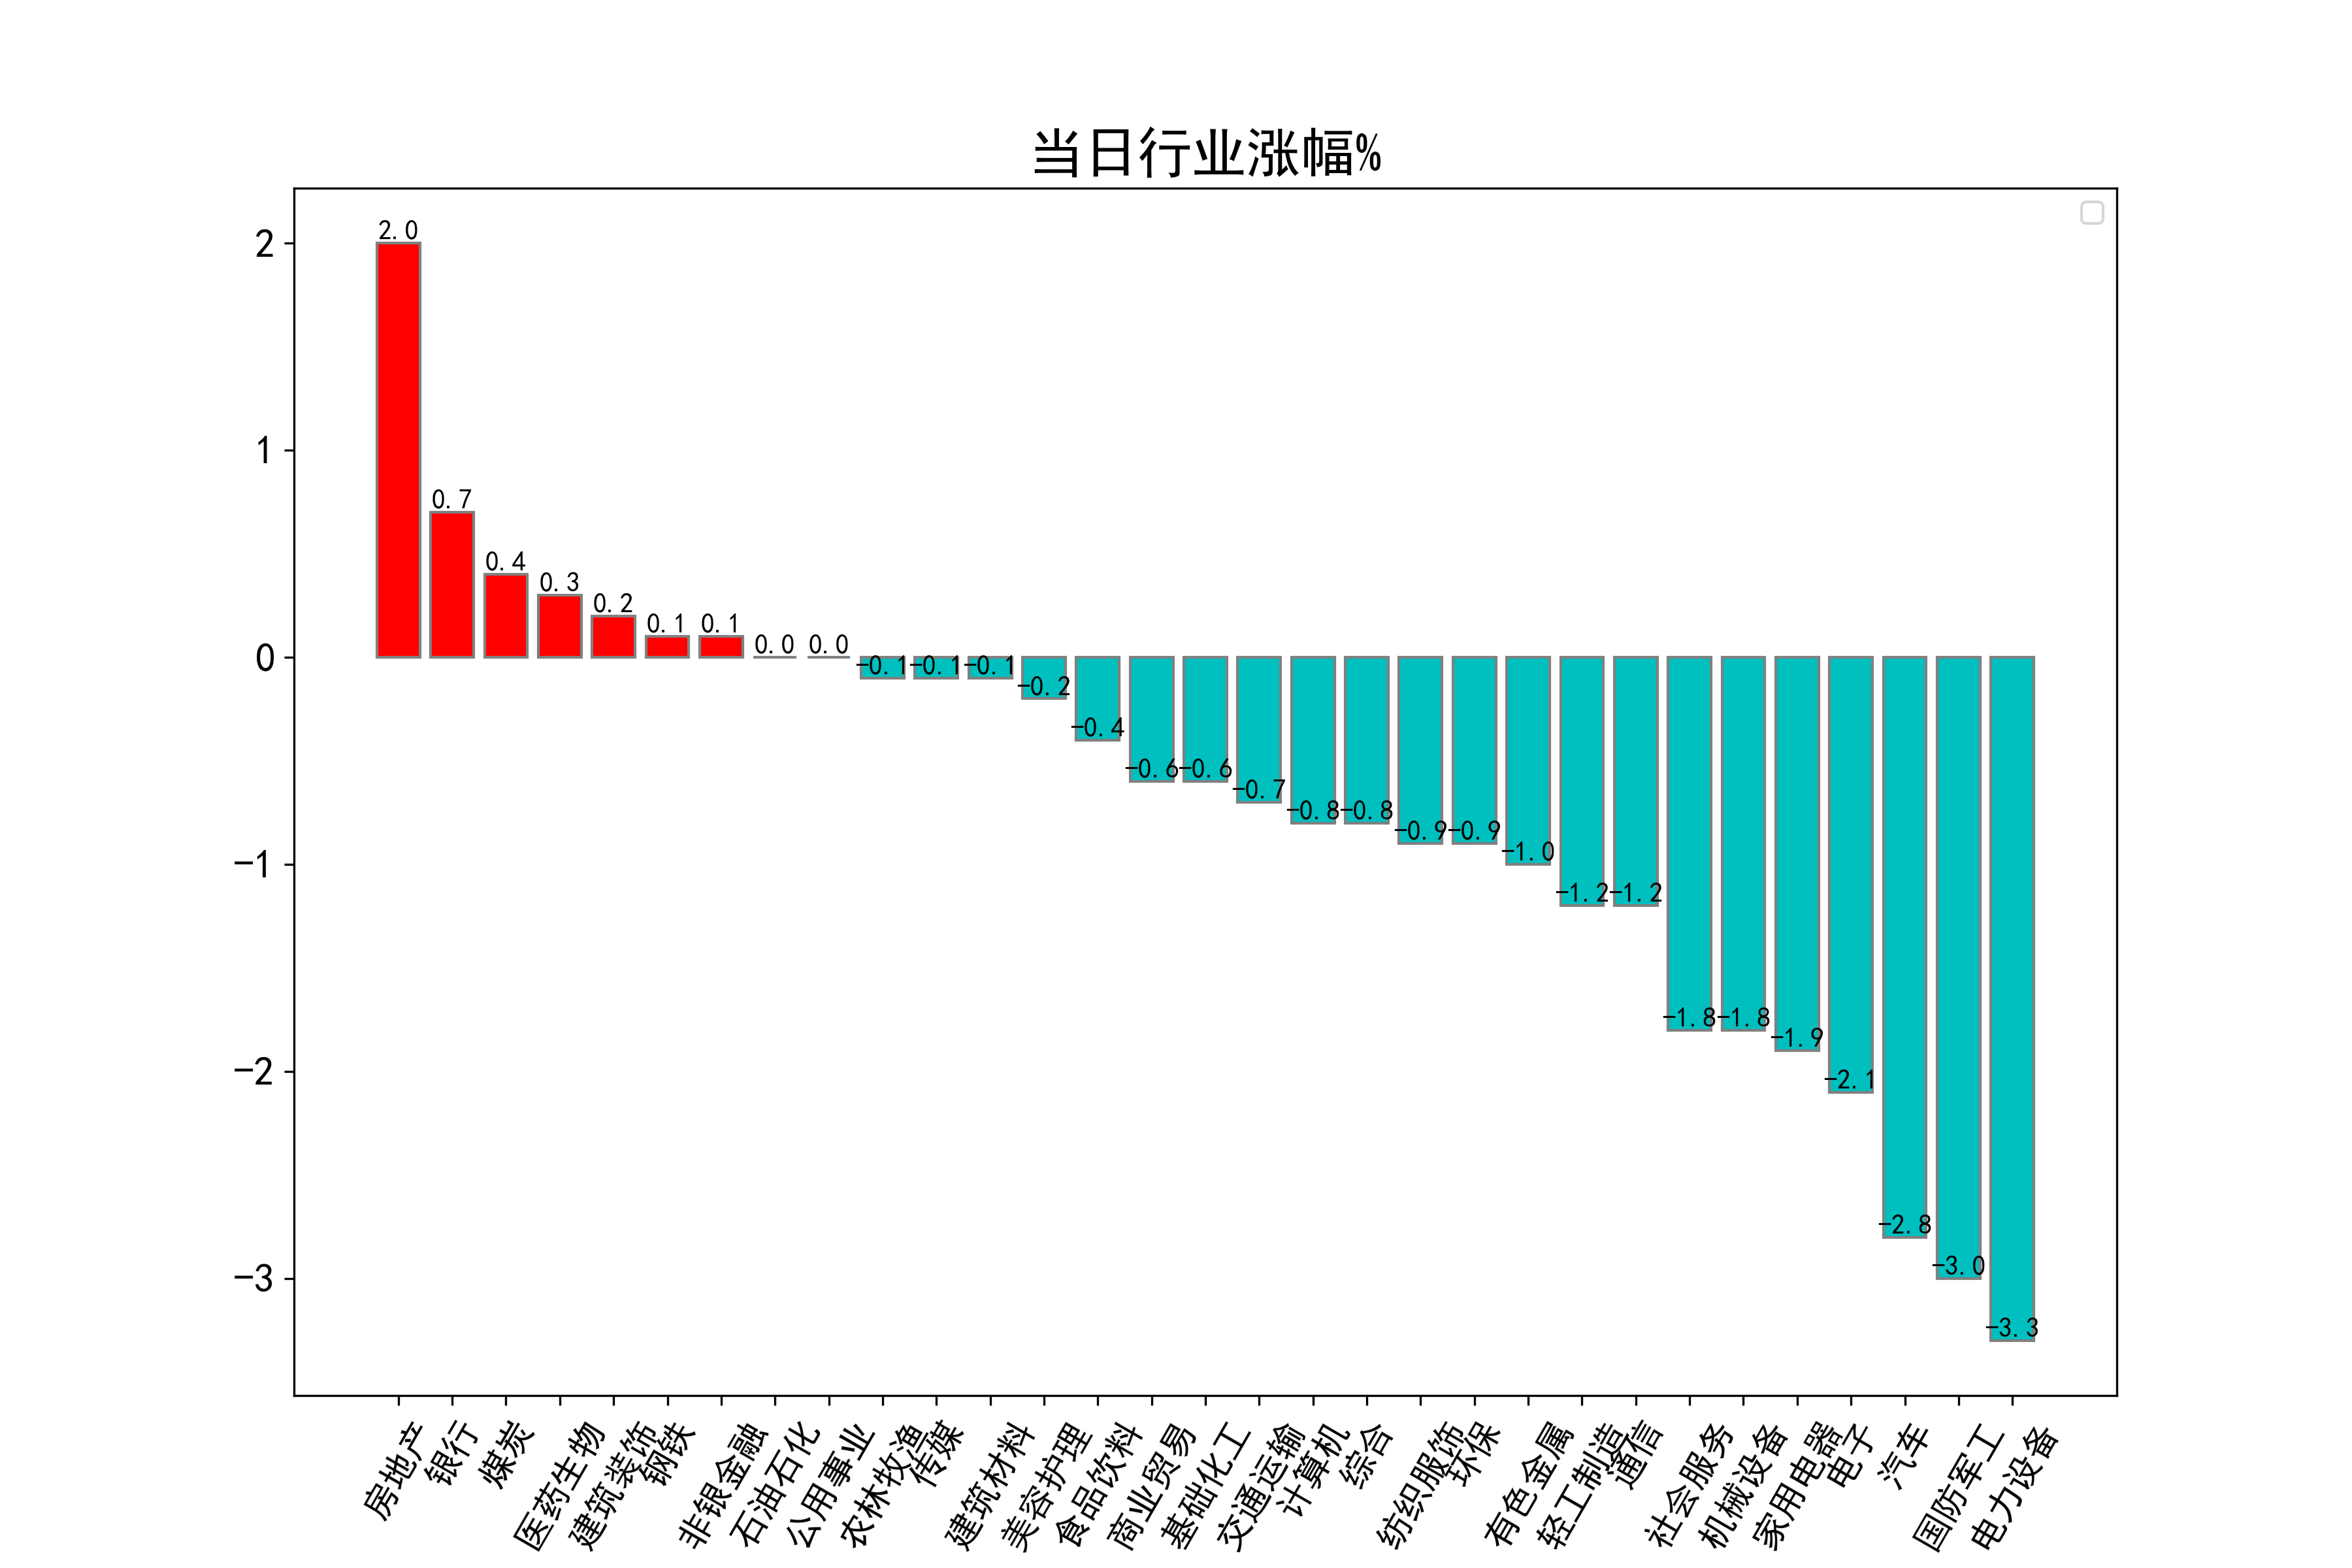 当日行业涨幅%
2
1
0
−1
−2
−3
2.0
0.7
0.4
0.3
0.2
0.1
0.1
0.0
0.0
−0.1
−0.1
−0.1
−0.2
−0.4
−0.6
−0.6
−0.7
−0.8
−0.8
−0.9
−0.9
−1.0
−1.2
−1.2
−1.8
−1.8
−1.9
−2.1
−2.8
−3.0
−3.3
房地产
银行
煤炭
医药生物
建筑装饰
钢铁
非银金融
石油石化
公用事业
农林牧渔
传媒
建筑材料
美容护理
食品饮料
商业贸易
基础化工
交通运输
计算机
综合
纺织服饰
环保
有色金属
轻工制造
通信
社会服务
机械设备
家用电器
电子
汽车
国防军工
电力设备